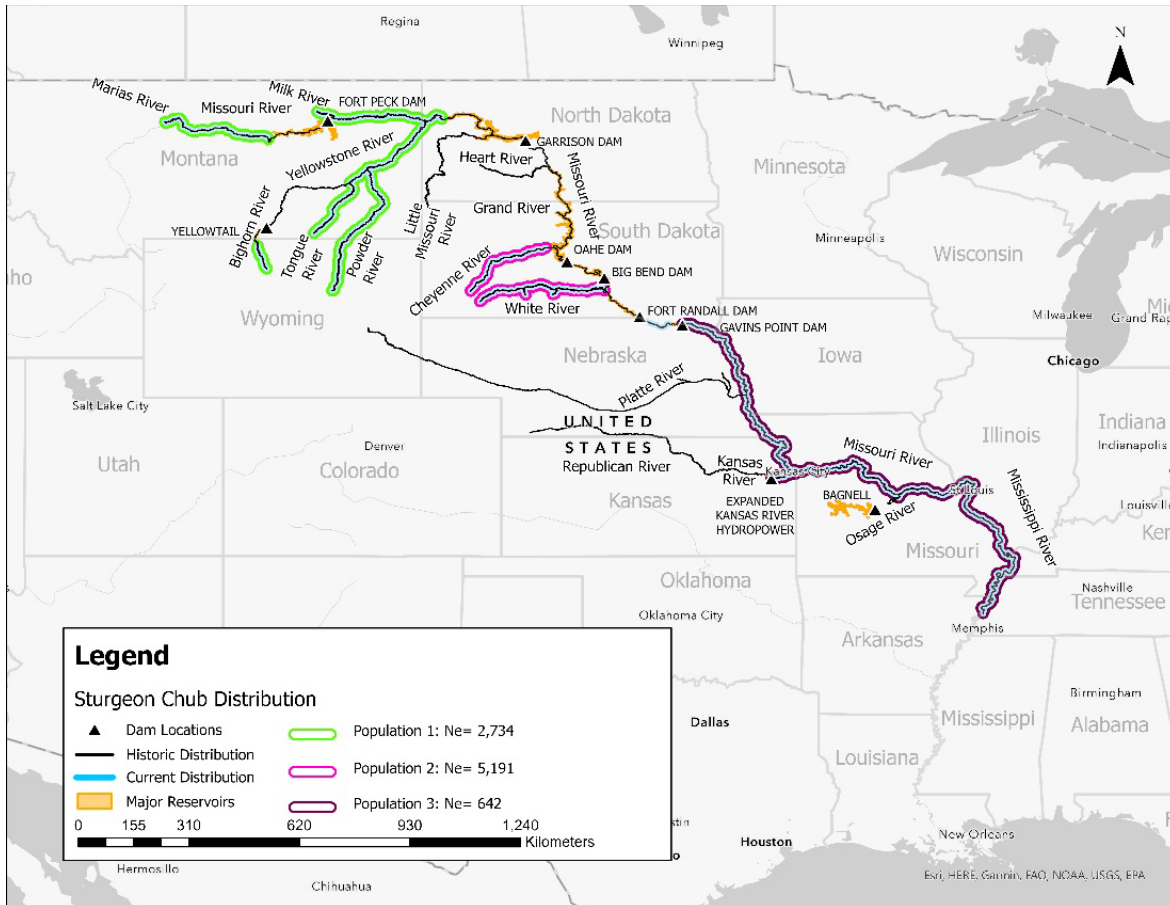 Regina
Winnipeg
N
Marias River
Missouri River
Milk River
FORT PECK DAM
North Dakota
Montana
Yellowstone River
GARRISON DAM
Heart River
Missouri River
Minnesota
Bighorn River
YELLOWTAIL
Tongue
River
Powder
River
Little
Missouri
River
Grand River
South Dakota
Minneapolis
Wisconsin
OAHE DAM
BIG BEND DAM
Cheyenne River
White River
FORT RANDALL DAM
GAVINS POINT DAM
ho
Wyoming
Mic
Milwaukee
Grand Rap
Nebraska
Iowa
Chicago
Platte River
Salt Lake City
UNITED
STATES
Republican River
Denver
Utah
Colorado
Kansas
Kansas
River
Kansas City
Missouri River
Illinois
Indiana
Indianapolis
EXPANDED
KANSAS RIVER
HYDROPOWER
BAGNELL
Osage River
St Louis
Mississippi River
Louisville
Ken
Missouri
Oklahoma
Nashville
Tennessee
Oklahoma City
Memphis
Arkansas
Birmingham
Mississippi
Alabama
Dallas
Louisiana
stin
Houston
o
New Orleans
Hermosillo
Chihuahua
Legend
Sturgeon Chub Distribution
Dam Locations
Historic Distribution
Current Distribution
Major Reservoirs
Population 1: Ne= 2,734
Population 2: Ne= 5,191
Population 3: Ne= 642
0 155 310 620 930 1,240
Kilometers
Esri, HERE, Garmin, FAO, NOAA, USGS, EPA